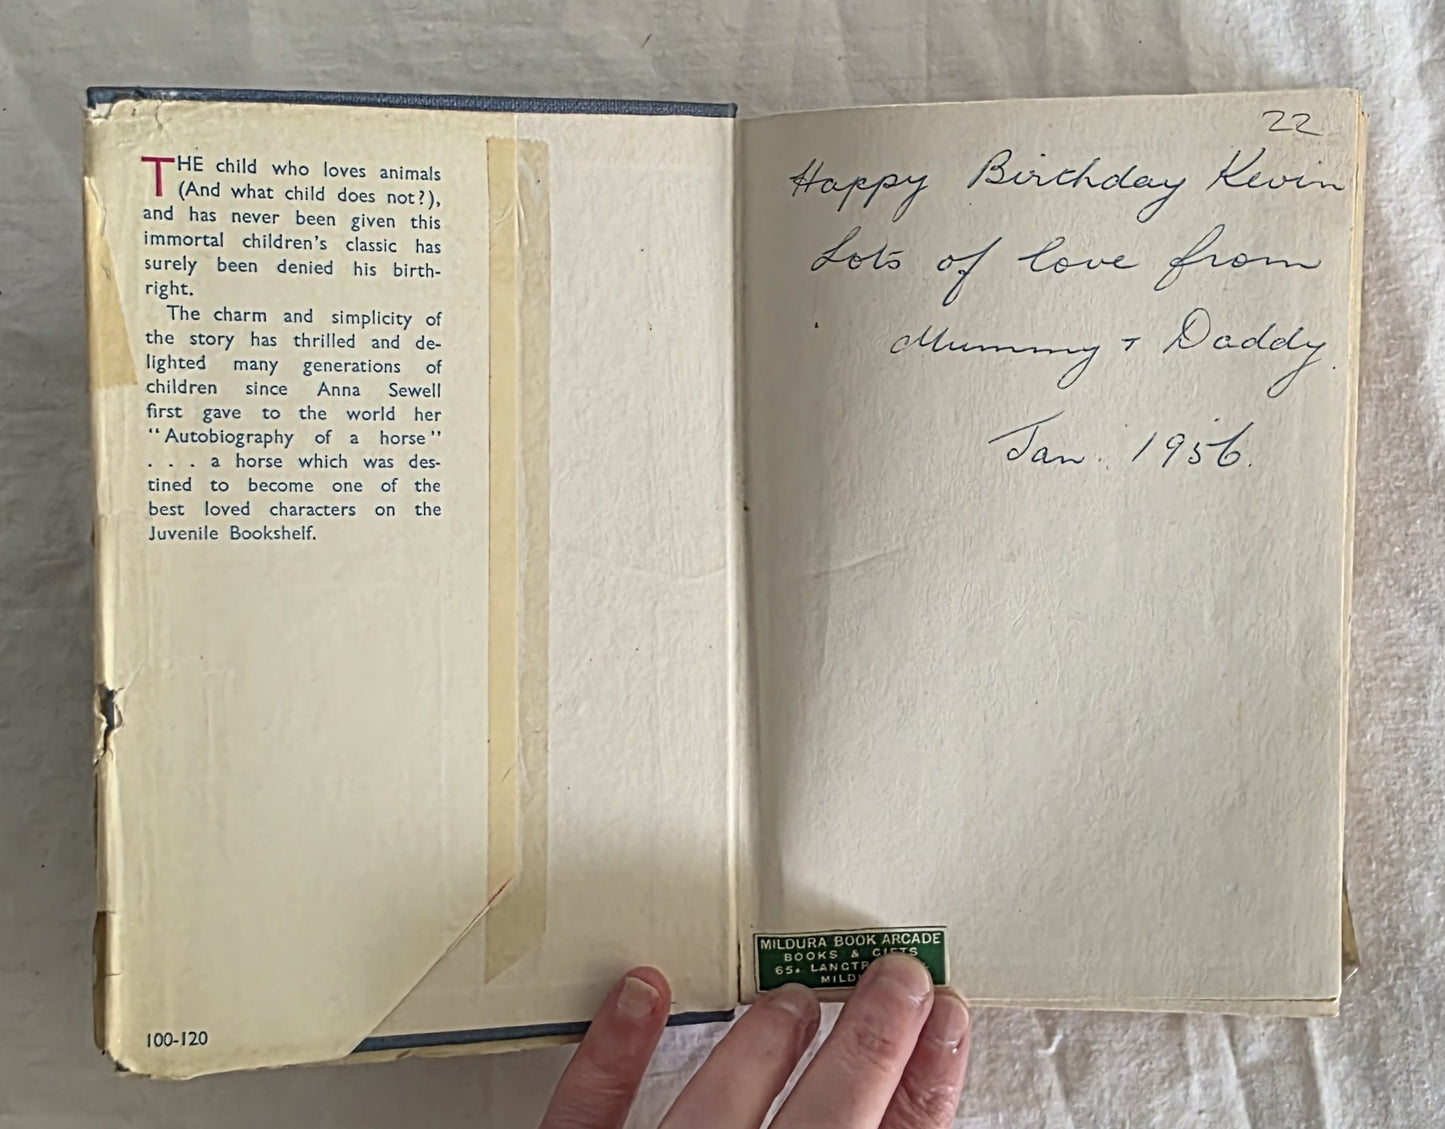 THE child who loves animals
(And what child does not?),
and has never been given this
immortal children's classic has
surely been denied his birth-
right.
The charm and simplicity of
the story has thrilled and de-
lighted many generations of
children since Anna Sewell
first gave to the world her
"Autobiography of a horse"
. . . a horse which was des-
tined to become one of the
best loved characters on the
Juvenile Bookshelf.
100-120
22
Happy Birthday Kevin
Lots of love from
Mummy + Daddy.
Jan. 1956.
MILDURA BOOK ARCADE
BOOKS & GIFTS